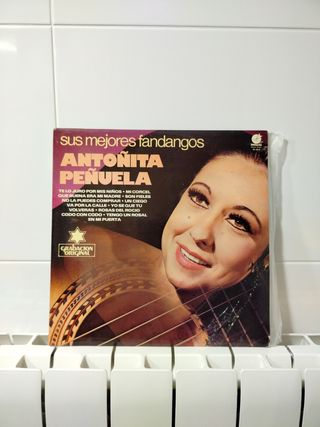 sus mejores fandangos
ANTOÑITA
PEÑUELA
TE LO JURO POR MIS NIÑOS · MI CORCEL
QUE BUENA ERA MI MADRE · SON FIELES
NO LA PUEDES COMPRAR · UN CIEGO
VA POR LA CALLE · YO SE QUE TU
VOLVERAS · ROSAS DEL ROCIO
CODO CON CODO · TENGO UN ROSAL
EN MI PUERTA
GRABACION
ORIGINAL